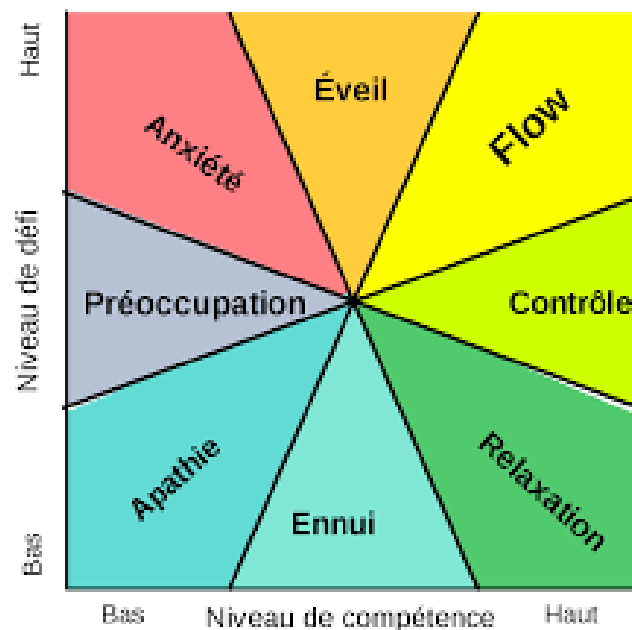 Haut
Éveil
Flow
Anxiété
Niveau de défi
Préoccupation
Contrôle
Apathie
Relaxation
Ennui
Bas
Bas
Niveau de compétence
Haut